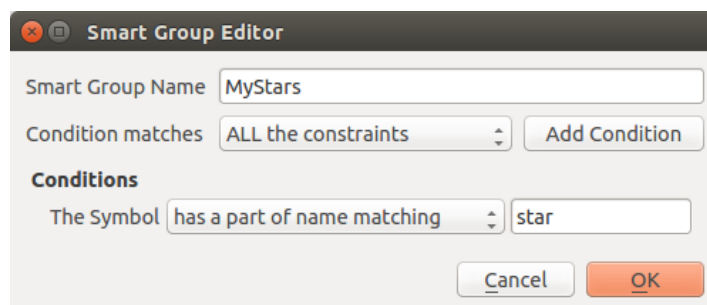 Smart Group Editor
Smart Group Name MyStars
Condition matches ALL the constraints Add Condition
Conditions
The Symbol has a part of name matching star
Cancel OK